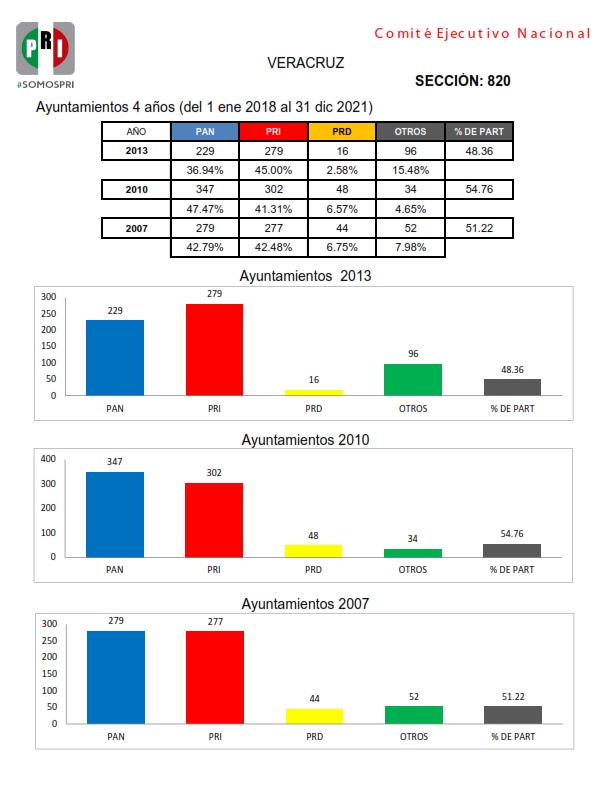 Comité Ejecutivo Nacional
PRI
#SOMOSPRI
VERACRUZ
SECCIÓN: 820
Ayuntamientos 4 años (del 1 ene 2018 al 31 dic 2021)
AÑO PAN PRI PRD OTROS % DE PART
2013 229 279 16 96 48.36
36.94% 45.00% 2.58% 15.48%
2010 347 302 48 34 54.76
47.47% 41.31% 6.57% 4.65%
2007 279 277 44 52 51.22
42.79% 42.48% 6.75% 7.98%
Ayuntamientos 2013
300
250
200
150
100
50
0
229 279 16 96 48.36
PAN PRI PRD OTROS % DE PART
Ayuntamientos 2010
400
300
200
100
0
347 302 48 34 54.76
PAN PRI PRD OTROS % DE PART
Ayuntamientos 2007
300
250
200
150
100
50
0
279 277 44 52 51.22
PAN PRI PRD OTROS % DE PART